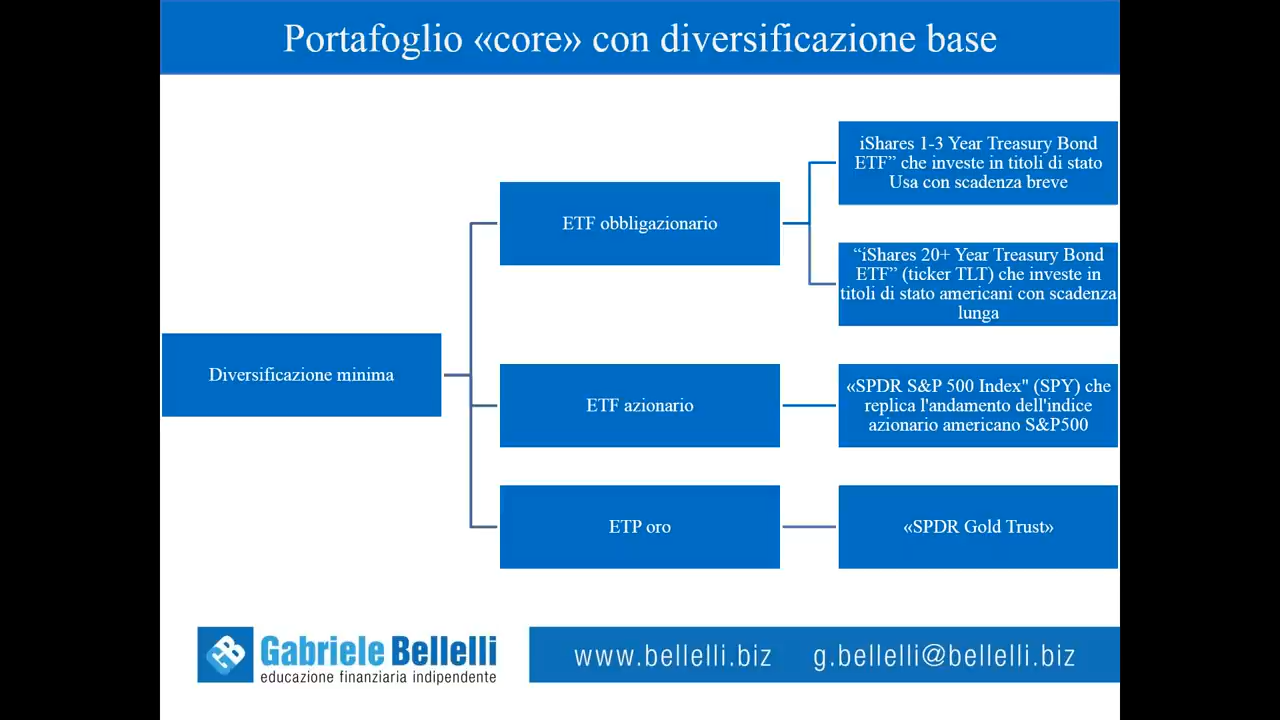 Portafoglio «core» con diversificazione base
iShares 1-3 Year Treasury Bond
ETF” che investe in titoli di stato
Usa con scadenza breve
ETF obbligazionario
“iShares 20+ Year Treasury Bond
ETF” (ticker TLT) che investe in
titoli di stato americani con scadenza
lunga
Diversificazione minima
ETF azionario
«SPDR S&P 500 Index" (SPY) che
replica l'andamento dell'indice
azionario americano S&P500
ETP oro
«SPDR Gold Trust»
GB Gabriele Bellelli
educazione finanziaria indipendente
www.bellelli.biz g.bellelli@bellelli.biz